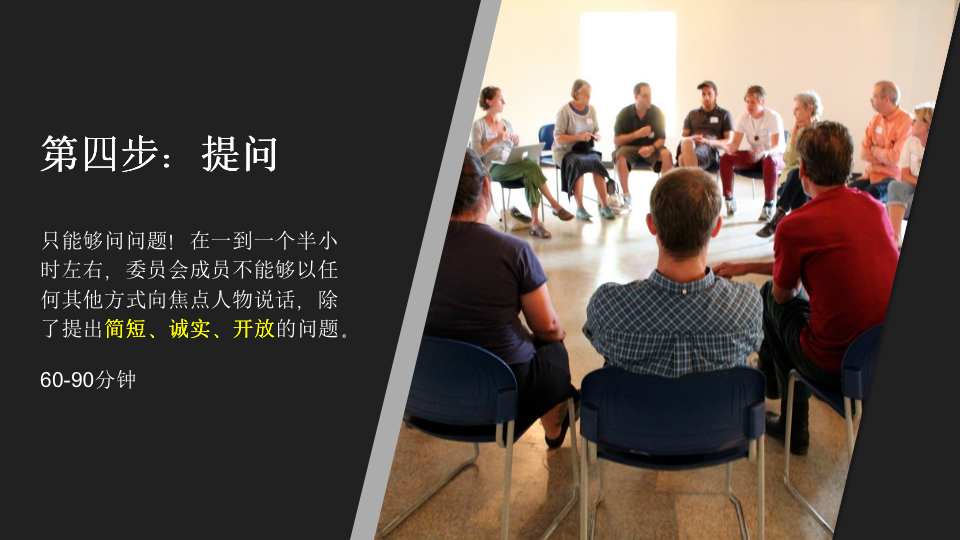 第四步：提问
只能够问问题！在一到一个半小
时左右，委员会成员不能够以任
何其他方式向焦点人物说话，除
了提出简短、诚实、开放的问题。
60-90分钟